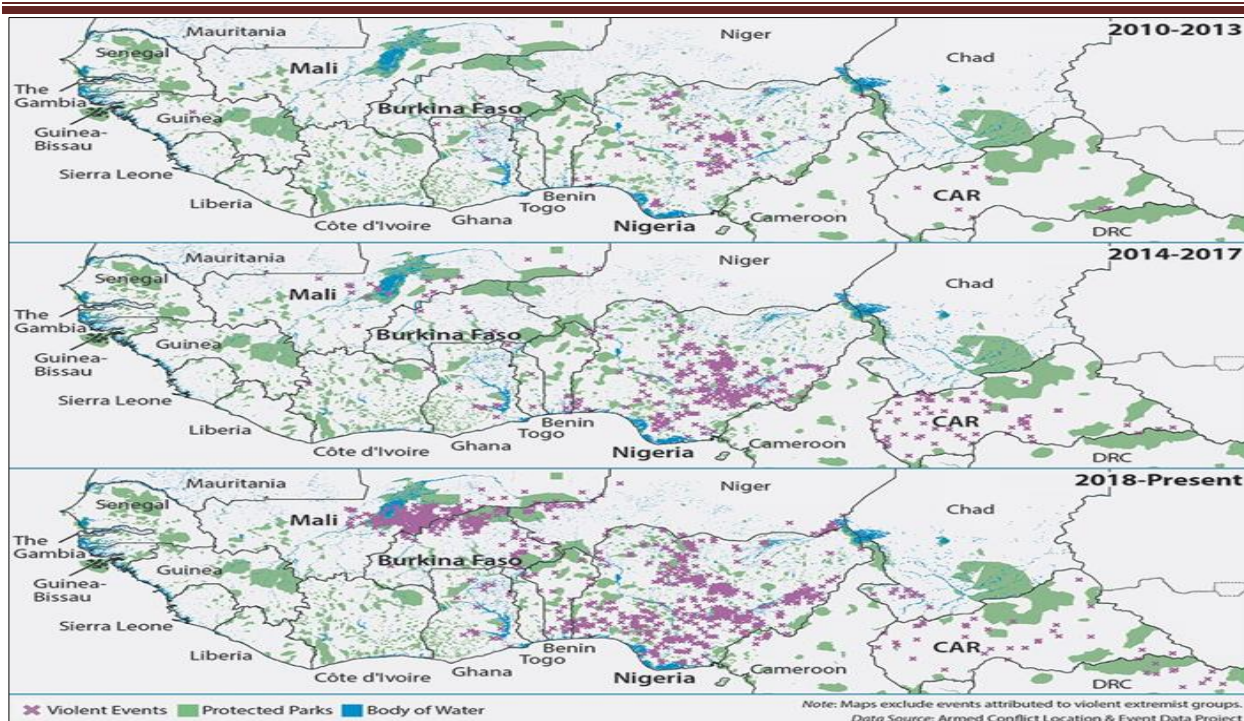 2010-2013
Mauritania
Niger
Senegal
Mali
Chad
The
Gambia
Burkina Faso
Guinea-
Bissau
Guinea
Sierra Leone
CAR
Liberia
Benin
Togo
Cameroon
Côte d'Ivoire
Ghana
Nigeria
DRC
2014-2017
Mauritania
Niger
Senegal
Mali
Chad
The
Gambia
Burkina Faso
Guinea-
Bissau
Guinea
Sierra Leone
CAR
Liberia
Benin
Togo
Cameroon
Côte d'Ivoire
Ghana
Nigeria
DRC
2018-Present
Mauritania
Niger
Senegal
Mali
Chad
The
Gambia
Burkina Faso
Guinea-
Bissau
Guinea
Sierra Leone
CAR
Liberia
Benin
Togo
Cameroon
Côte d'Ivoire
Ghana
Nigeria
DRC
Violent Events Protected Parks Body of Water
Note: Maps exclude events attributed to violent extremist groups.
Data Source: Armed Conflict Location & Event Data Project